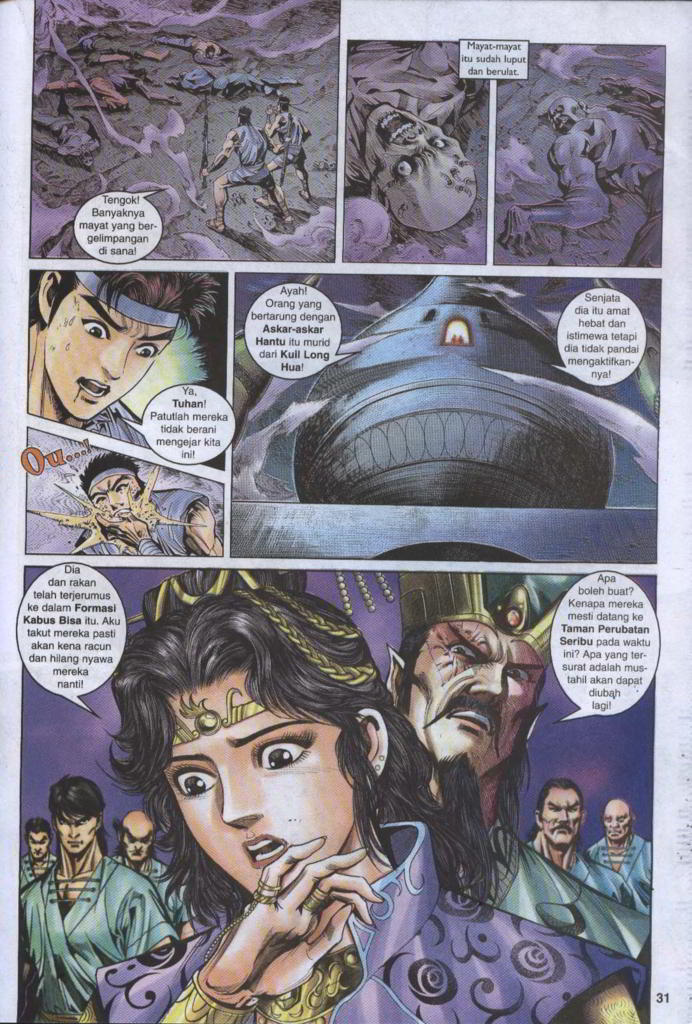 Tengok!
Banyaknya
mayat yang ber-
gelimpangan
di sana!
Mayat-mayat
itu sudah luput
dan berulat.
Ya,
Tuhan!
Patutlah mereka
tidak berani
mengejar kita
ini!
Ou...!
Ayah!
Orang yang
bertarung dengan
Askar-askar
Hantu itu murid
dari Kuil Long
Hua!
Senjata
dia itu amat
hebat dan
istimewa tetapi
dia tidak pandai
mengaktifkan-
nya!
Dia
dan rakan
telah terjerumus
ke dalam Formasi
Kabus Bisa itu. Aku
takut mereka pasti
akan kena racun
dan hilang nyawa
mereka
nanti!
Apa
boleh buat?
Kenapa mereka
mesti datang ke
Taman Perubatan
Seribu pada waktu
ini? Apa yang ter-
surat adalah mus-
tahil akan dapat
diubah
lagi!
31